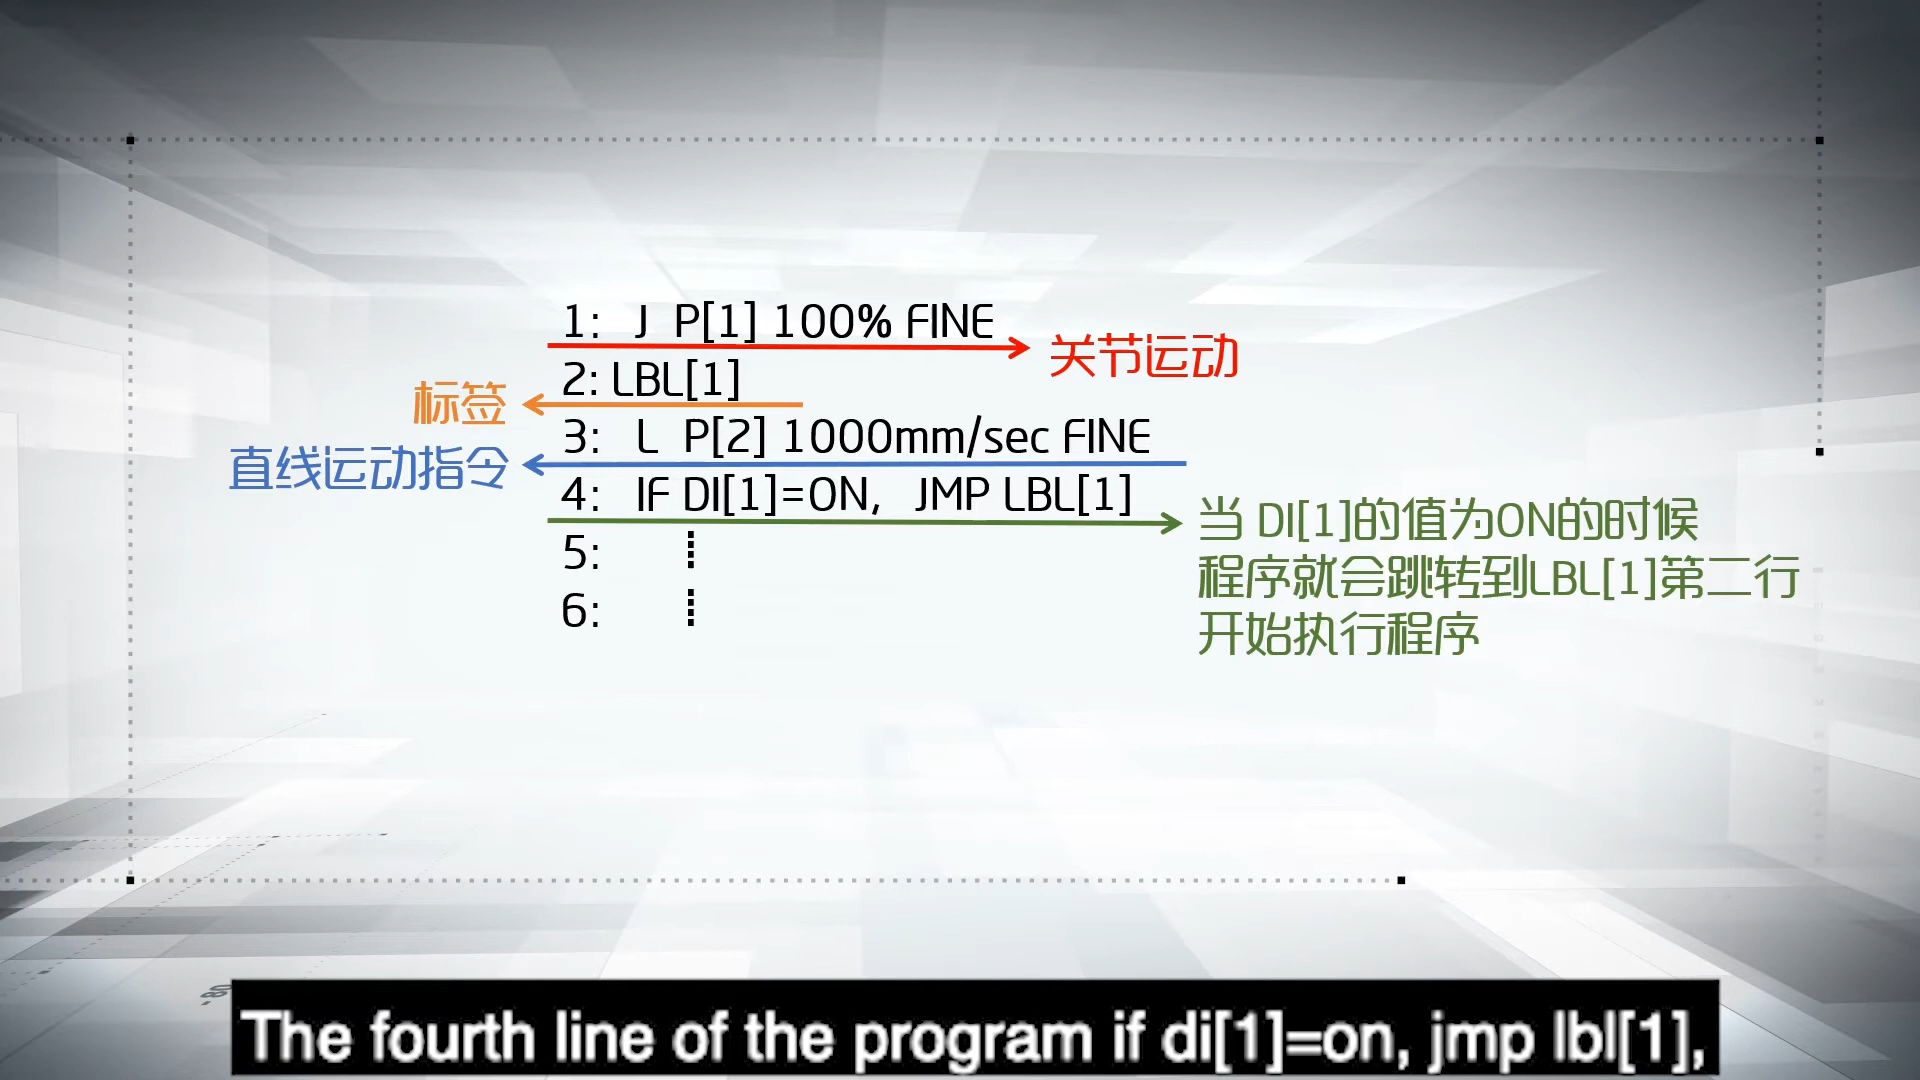 1: J P[1] 100% FINE
关节运动
2: LBL[1]
标签
3: L P[2] 1000mm/sec FINE
直线运动指令
4: IF DI[1]=ON, JMP LBL[1]
当 DI[1]的值为ON的时候
程序就会跳转到LBL[1]第二行
开始执行程序
5: ⋮
6: ⋮
The fourth line of the program if di[1]=on, jmp lbl[1],